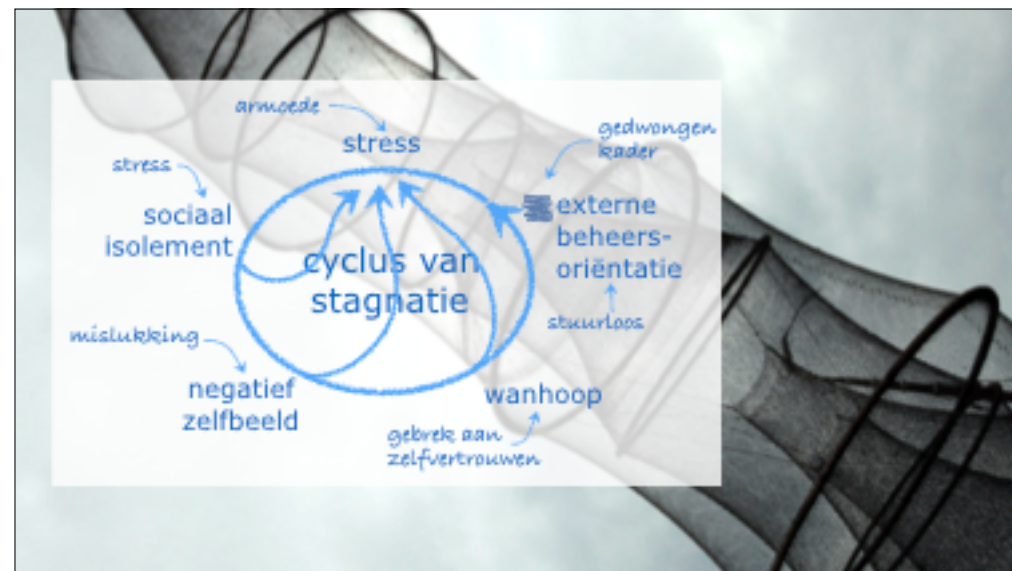 armoede
stress
gedwongen
kader
stress
sociaal
isolement
externe
beheers-
oriëntatie
cyclus van
stagnatie
stuurloos
mislukking
negatief
zelfbeeld
wanhoop
gebrek aan
zelfvertrouwen